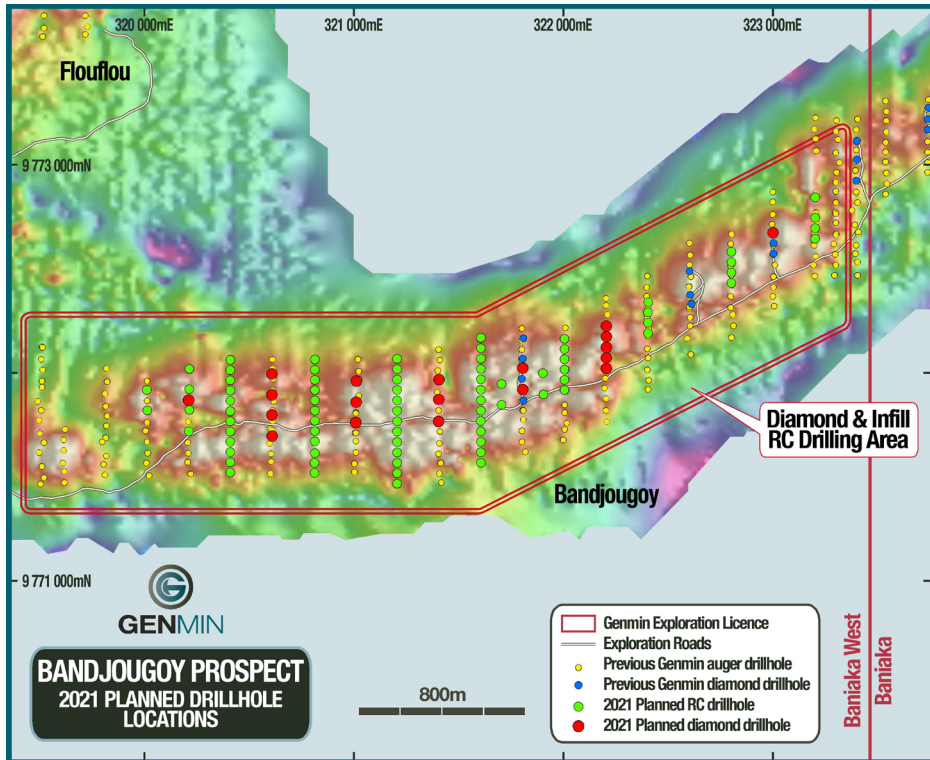 320 000mE
321 000mE
322 000mE
323 000mE
Flouflou
9 773 000mN
Diamond & Infill
RC Drilling Area
Bandjougoy
9 771 000mN
GENMIN
BANDJOUGOY PROSPECT
2021 PLANNED DRILLHOLE
LOCATIONS
800m
Genmin Exploration Licence
Exploration Roads
Previous Genmin auger drillhole
Previous Genmin diamond drillhole
2021 Planned RC drillhole
2021 Planned diamond drillhole
Baniaka West
Baniaka